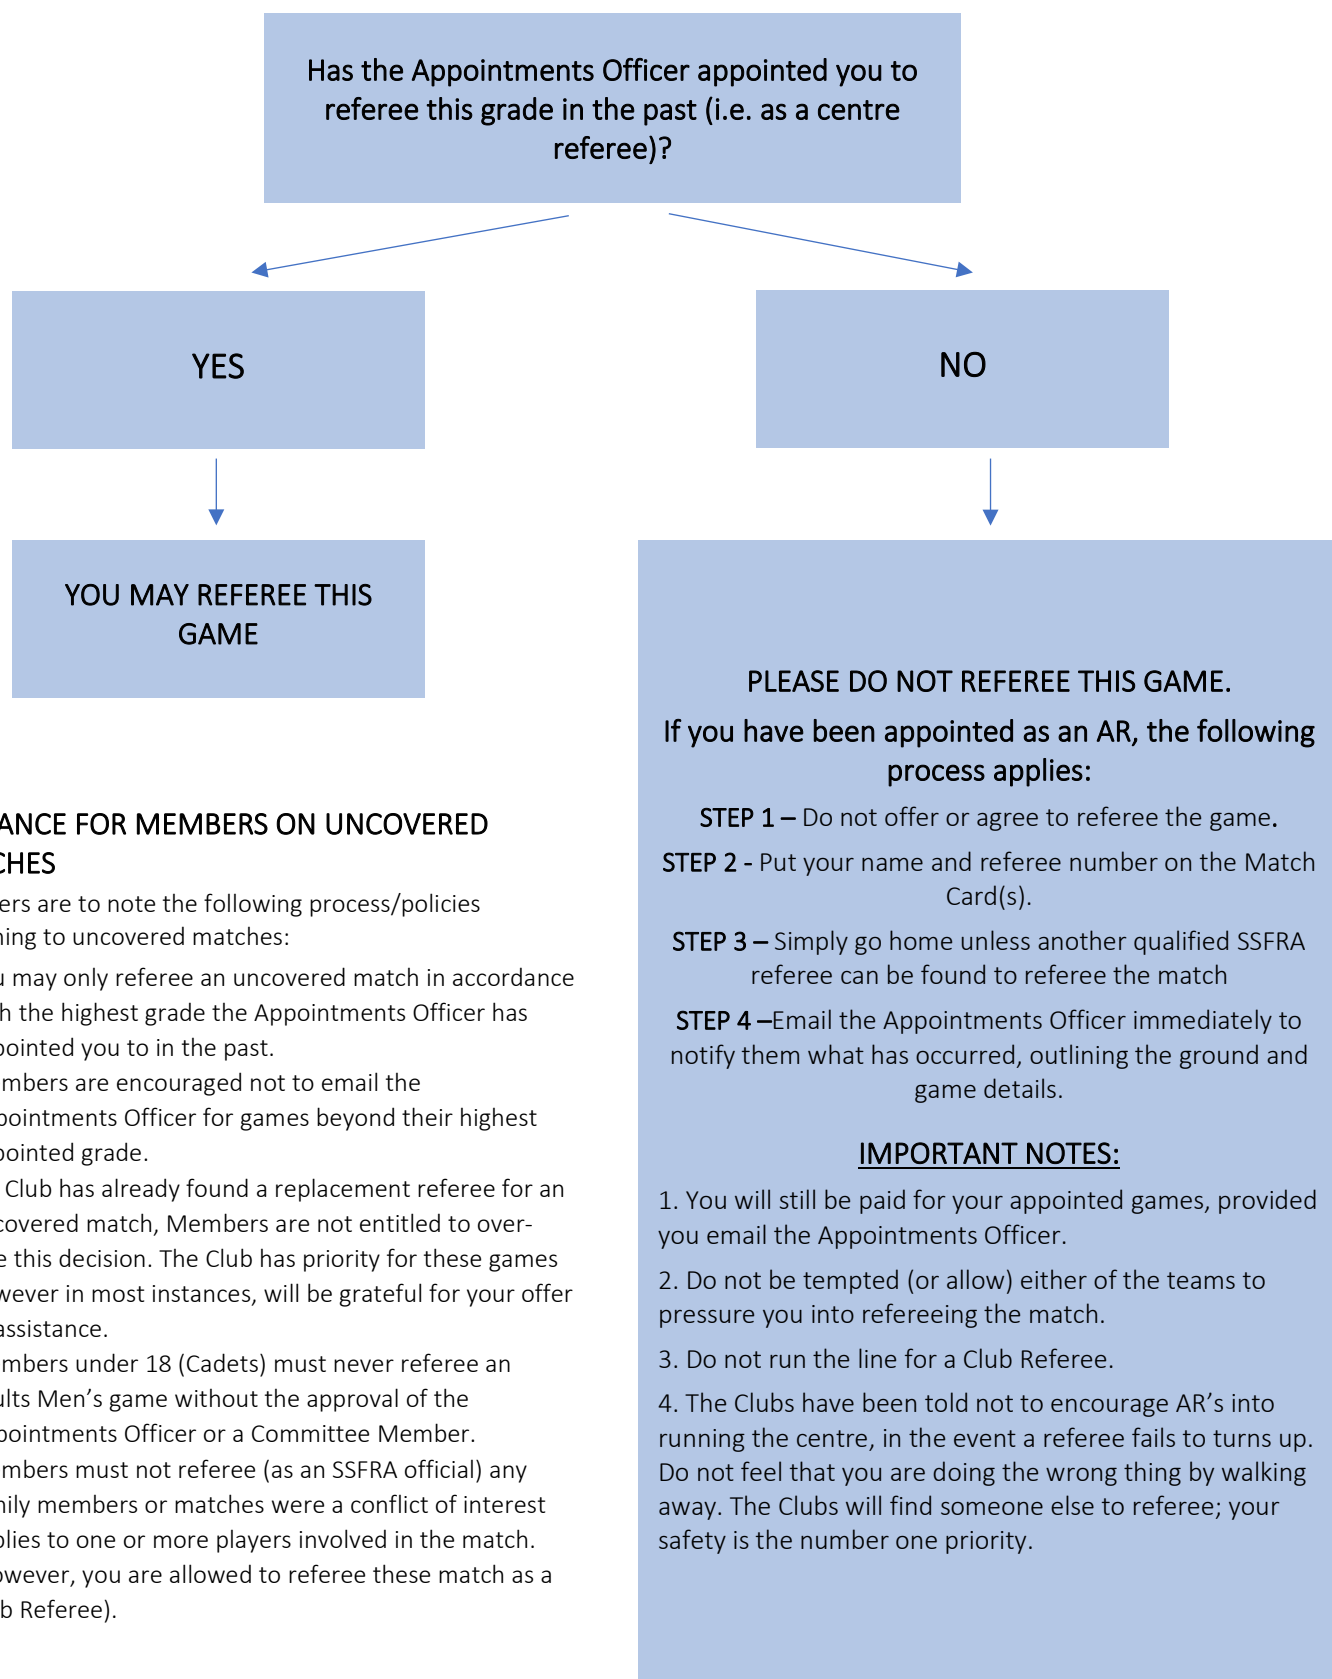 Has the Appointments Officer appointed you to
referee this grade in the past (i.e. as a centre
referee)?
YES
NO
YOU MAY REFEREE THIS
GAME
ANCE FOR MEMBERS ON UNCOVERED
CHES
ers are to note the following process/policies
ning to uncovered matches:
u may only referee an uncovered match in accordance
h the highest grade the Appointments Officer has
pointed you to in the past.
mbers are encouraged not to email the
pointments Officer for games beyond their highest
pointed grade.
Club has already found a replacement referee for an
covered match, Members are not entitled to over-
e this decision. The Club has priority for these games
wever in most instances, will be grateful for your offer
assistance.
mbers under 18 (Cadets) must never referee an
ults Men’s game without the approval of the
pointments Officer or a Committee Member.
mbers must not referee (as an SSFRA official) any
mily members or matches were a conflict of interest
plies to one or more players involved in the match.
owever, you are allowed to referee these match as a
b Referee).
PLEASE DO NOT REFEREE THIS GAME.
If you have been appointed as an AR, the following
process applies:
STEP 1 – Do not offer or agree to referee the game.
STEP 2 - Put your name and referee number on the Match
Card(s).
STEP 3 – Simply go home unless another qualified SSFRA
referee can be found to referee the match
STEP 4 –Email the Appointments Officer immediately to
notify them what has occurred, outlining the ground and
game details.
IMPORTANT NOTES:
1. You will still be paid for your appointed games, provided
you email the Appointments Officer.
2. Do not be tempted (or allow) either of the teams to
pressure you into refereeing the match.
3. Do not run the line for a Club Referee.
4. The Clubs have been told not to encourage AR’s into
running the centre, in the event a referee fails to turns up.
Do not feel that you are doing the wrong thing by walking
away. The Clubs will find someone else to referee; your
safety is the number one priority.